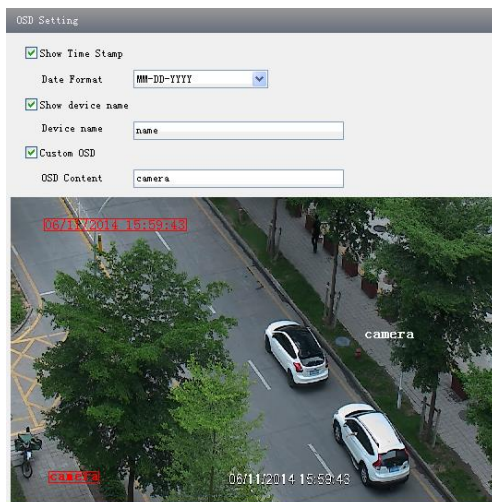 OSD Setting
Show Time Stamp
Date Format MM-DD-YYYY
Show device name
Device name name
Custom OSD
OSD Content camera
06/11/2014 15:59:43
camera
camera
06/11/2014 15:59:43